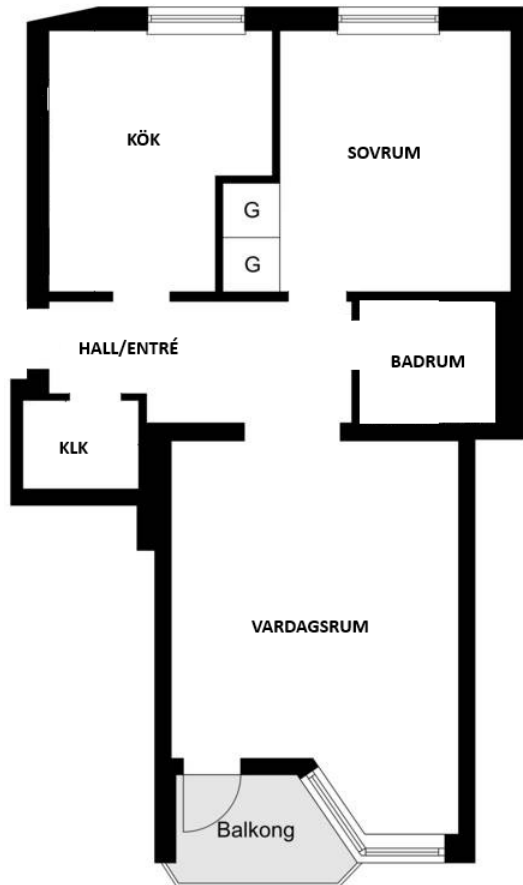 KÖK
SOVRUM
G
G
HALL/ENTRÉ
BADRUM
KLK
VARDAGSRUM
Balkong